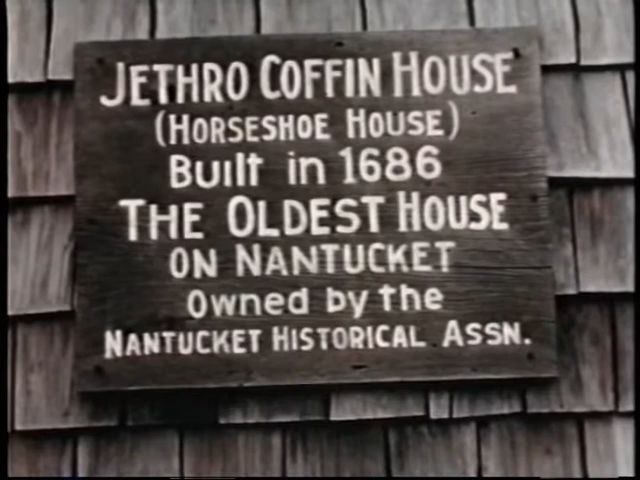 JETHRO COFFIN HOUSE
(HORSESHOE HOUSE)
Built in 1686
THE OLDEST HOUSE
ON NANTUCKET
Owned by the
NANTUCKET HISTORICAL ASSN.